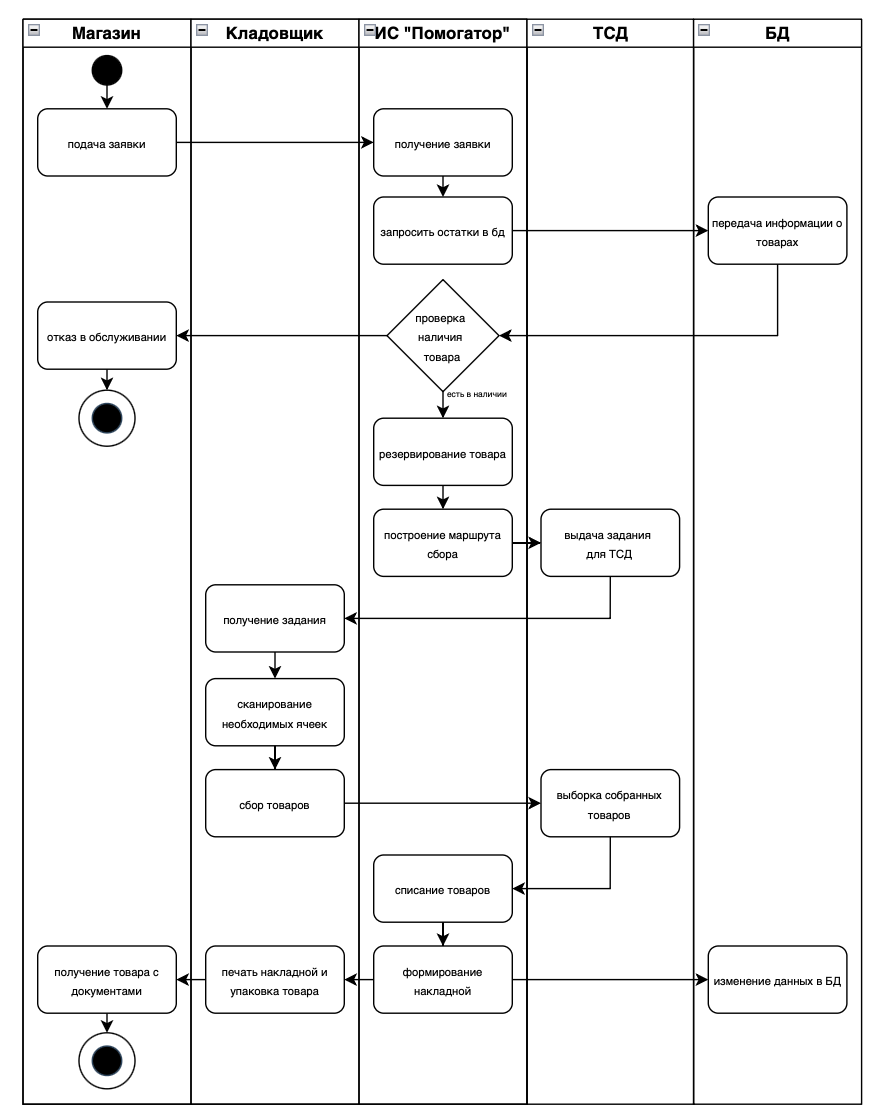 Магазин
Кладовщик
ИС "Помогатор"
ТСД
БД
подача заявки
получение заявки
запросить остатки в бд
передача информации о
товарах
проверка
наличия
товара
отказ в обслуживании
есть в наличии
резервирование товара
построение маршрута
сбора
выдача задания
для ТСД
получение задания
сканирование
необходимых ячеек
сбор товаров
выборка собранных
товаров
списание товаров
получение товара с
документами
печать накладной и
упаковка товара
формирование
накладной
изменение данных в БД